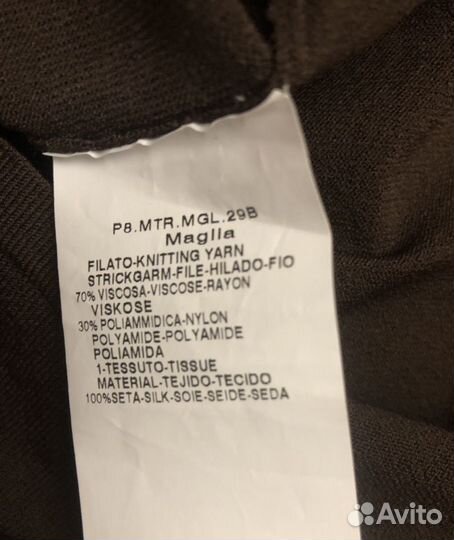 P8.MTR.MGL.29B
Maglia
FILATO-KNITTING YARN
STRICKGARM-FILE-HILADO-FIO
70% VISCOSA-VISCOSE-RAYON
VISKOSE
30% POLIAMMIDICA-NYLON
POLYAMIDE-POLYAMIDE
POLIAMIDA
1-TESSUTO-TISSUE
MATERIAL-TEJIDO-TECIDO
100%SETA-SILK-SOIE-SEIDE-SEDA
Avito